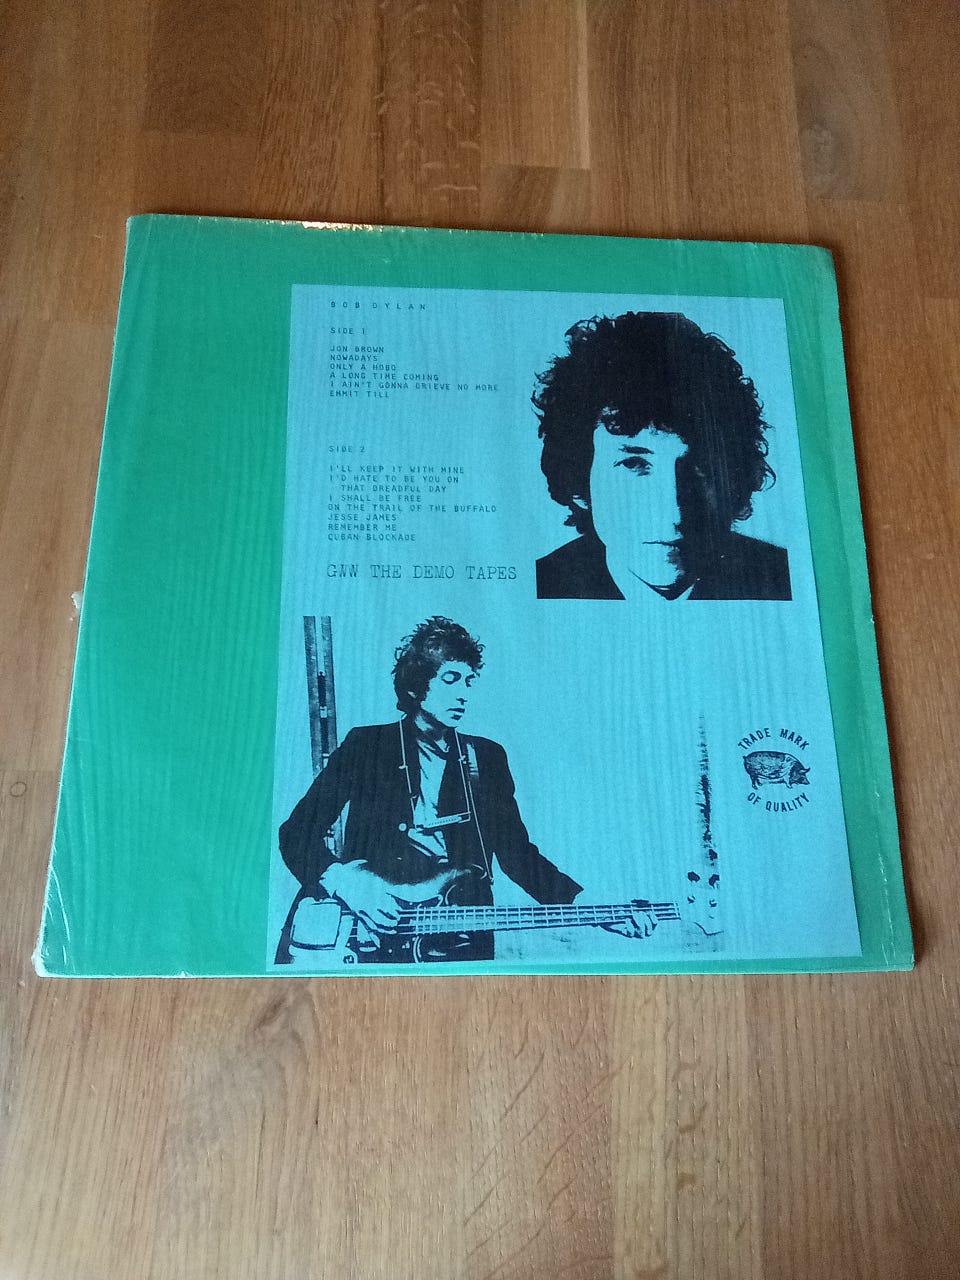 BOB DYLAN
SIDE 1
JON BROWN
NOWADAYS
ONLY A HOBO
A LONG TIME COMING
I AIN'T GONNA GRIEVE NO MORE
EMMIT TILL
SIDE 2
I'LL KEEP IT WITH MINE
I'D HATE TO BE YOU ON
THAT DREADFUL DAY
I SHALL BE FREE
ON THE TRAIL OF THE BUFFALO
JESSE JAMES
REMEMBER ME
CUBAN BLOCKADE
GWW THE DEMO TAPES
TRADE MARK
OF QUALITY